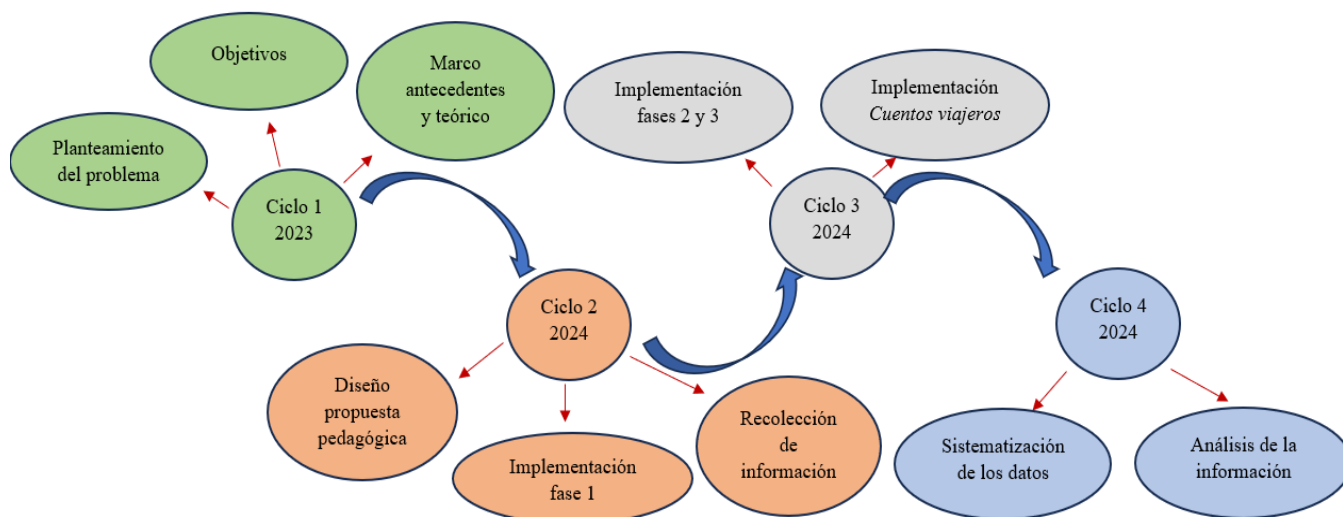 Objetivos
Marco
antecedentes
y teórico
Planteamiento
del problema
Ciclo 1
2023
Implementación
fases 2 y 3
Implementación
Cuentos viajeros
Ciclo 3
2024
Ciclo 2
2024
Diseño
propuesta
pedagógica
Implementación
fase 1
Recolección
de
información
Ciclo 4
2024
Sistematización
de los datos
Análisis de la
información